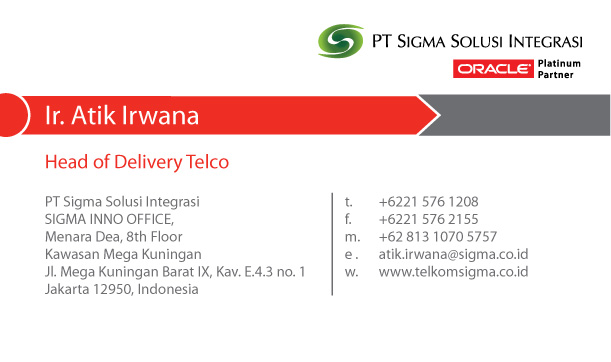 PT SIGMA SOLUSI INTEGRASI
ORACLE Platinum
Partner
Ir. Atik Irwana
Head of Delivery Telco
PT Sigma Solusi Integrasi
SIGMA INNO OFFICE,
Menara Dea, 8th Floor
Kawasan Mega Kuningan
Jl. Mega Kuningan Barat IX, Kav. E.4.3 no. 1
Jakarta 12950, Indonesia
t. +6221 576 1208
f. +6221 576 2155
m. +62 813 1070 5757
e . atik.irwana@sigma.co.id
w. www.telkomsigma.co.id